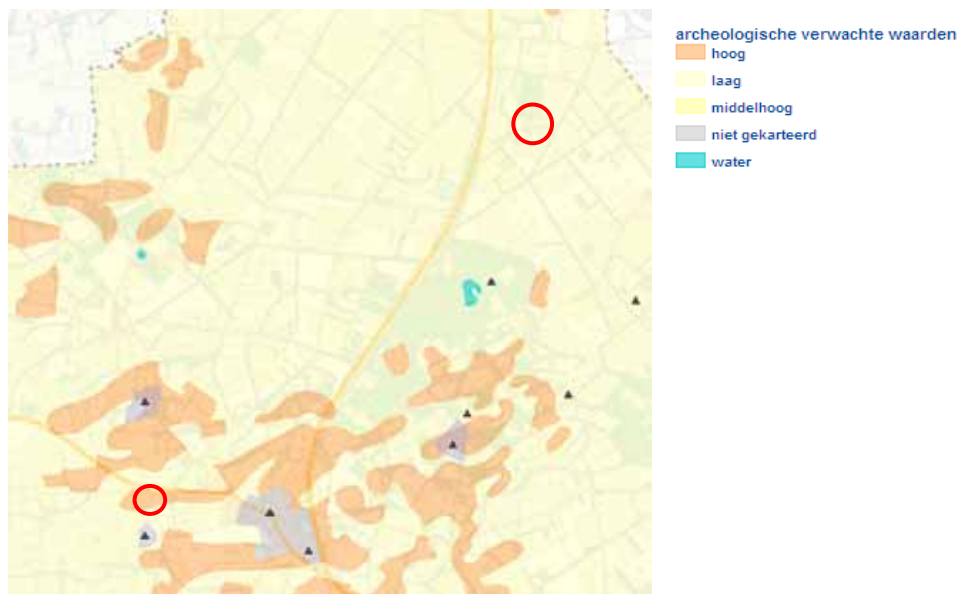 archeologische verwachte waarden
hoog
laag
middelhoog
niet gekarteerd
water